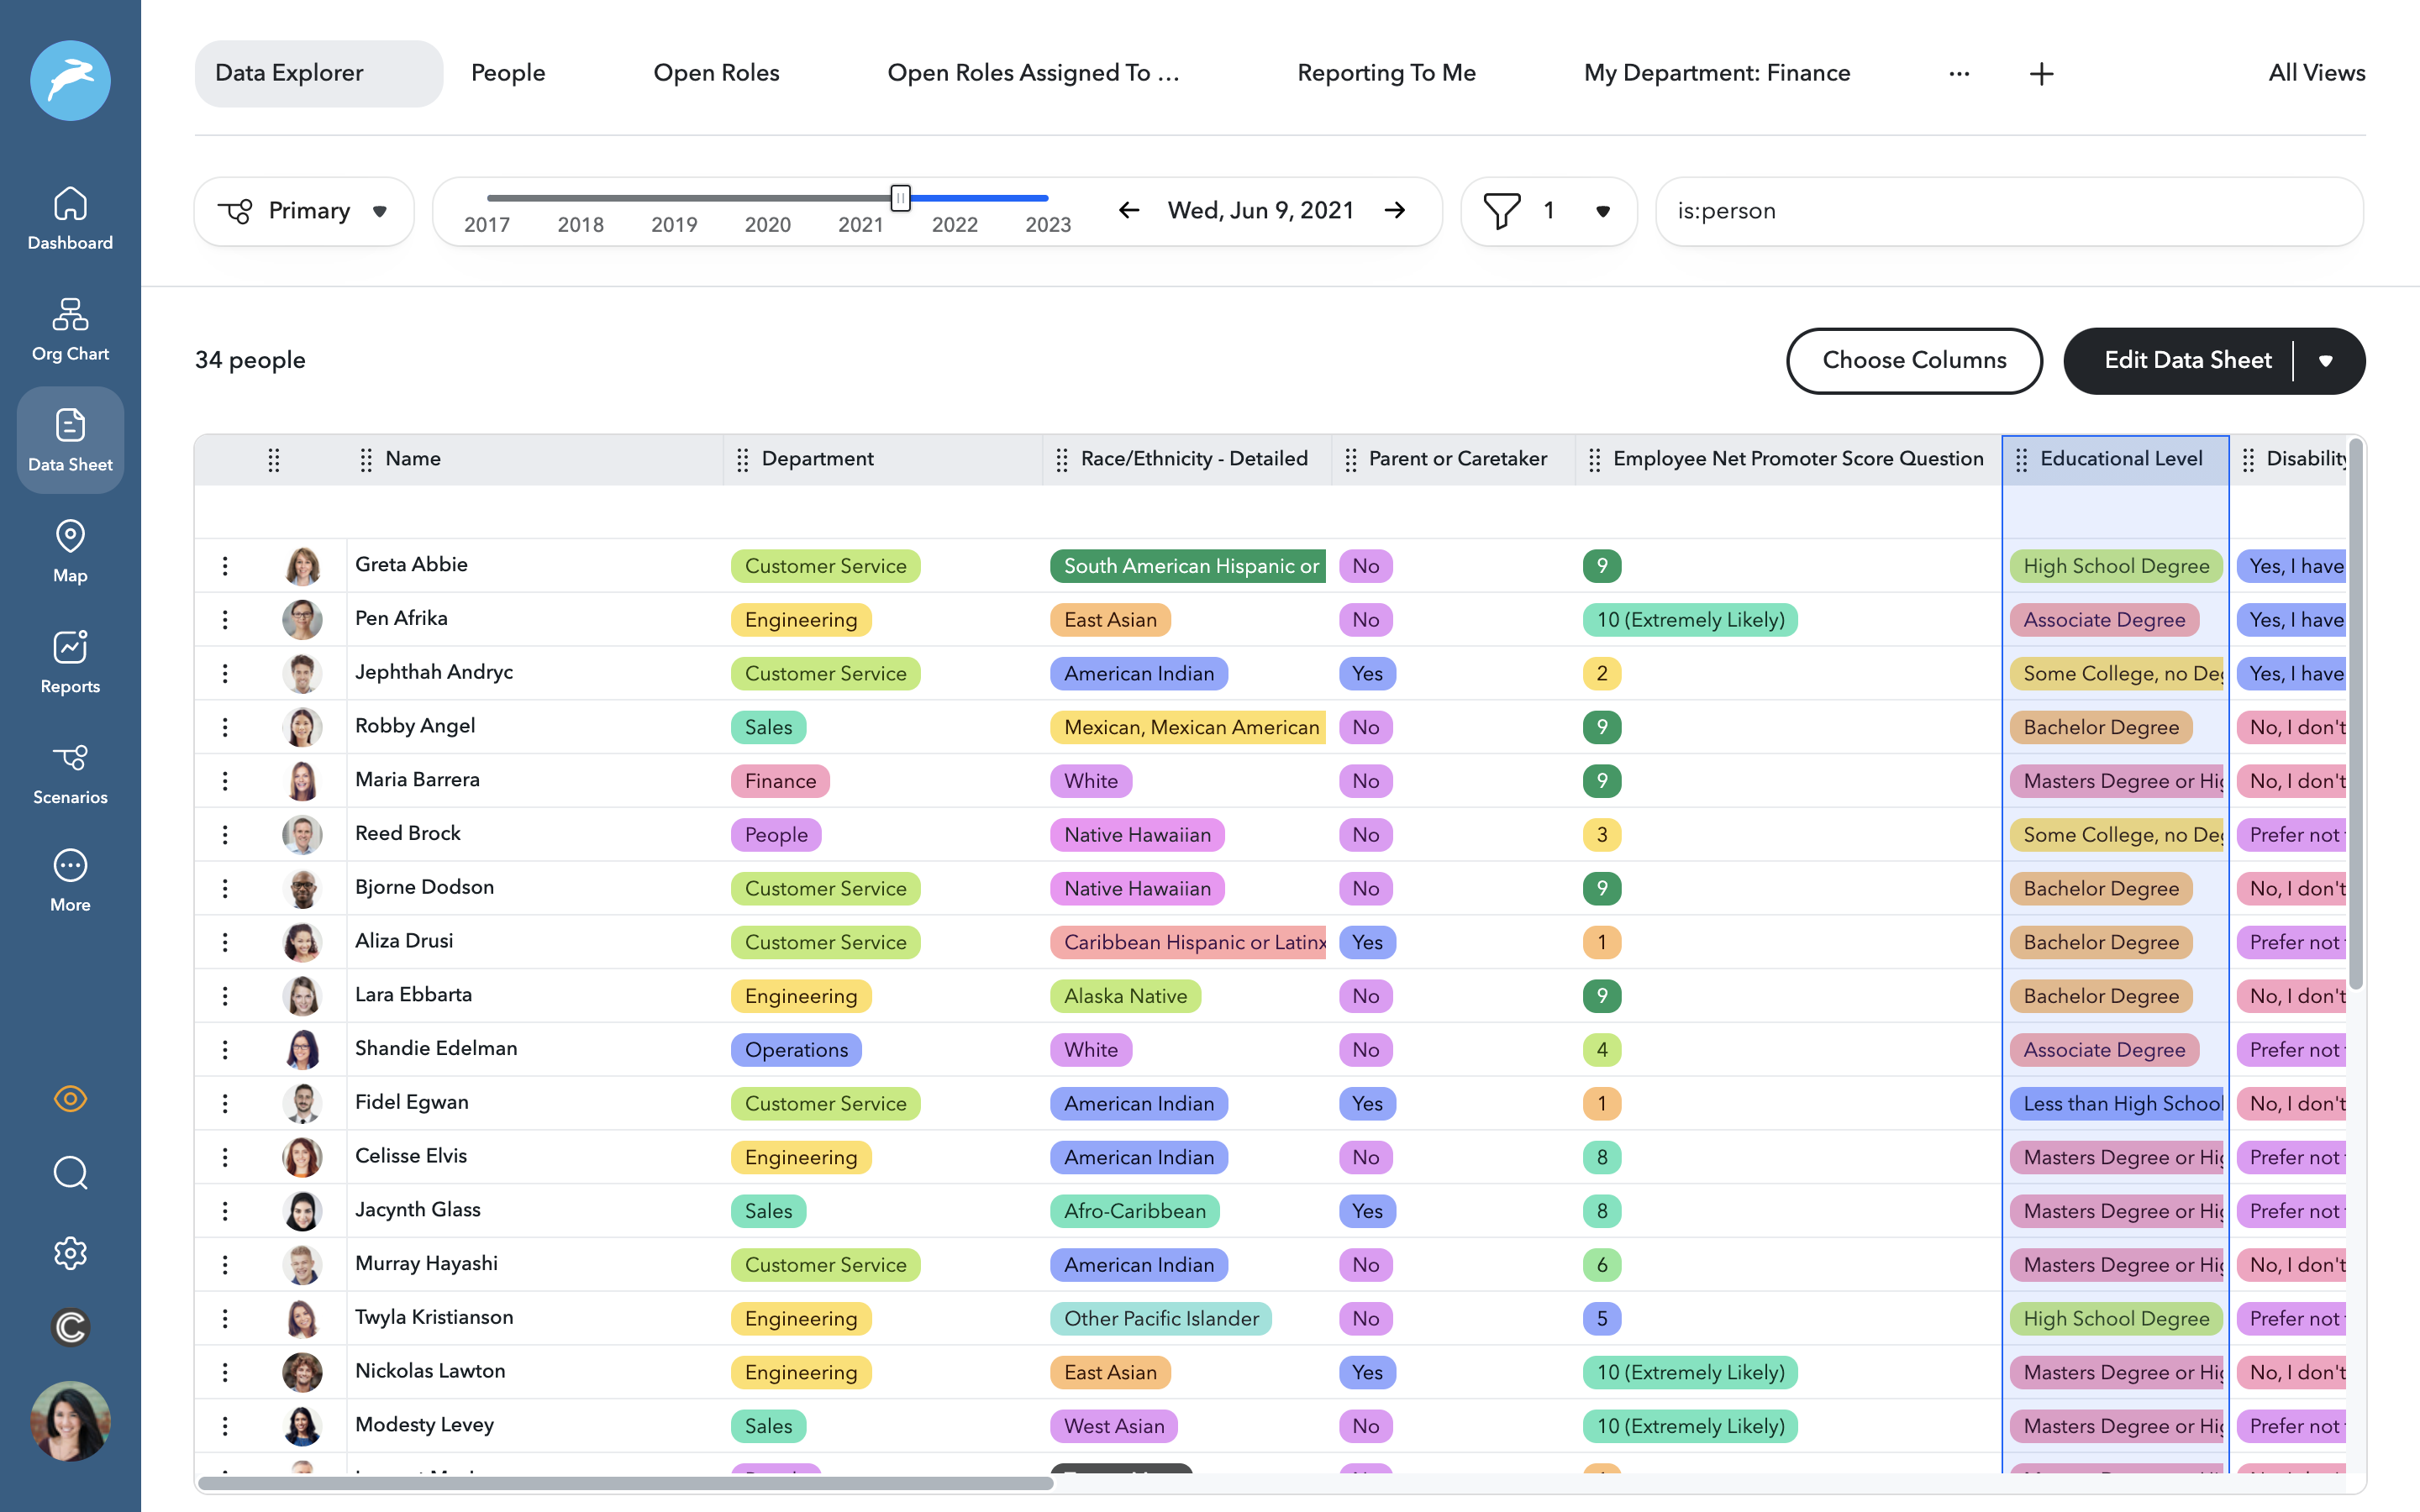 Data Explorer
People
Open Roles
Open Roles Assigned To ...
Reporting To Me
My Department: Finance
All Views
Dashboard
Org Chart
Data Sheet
Map
Reports
Scenarios
More
Primary
2017 2018 2019 2020 2021 2022 2023
Wed, Jun 9, 2021
1
is:person
34 people
Choose Columns
Edit Data Sheet
Name Department Race/Ethnicity - Detailed Parent or Caretaker Employee Net Promoter Score Question Educational Level Disability
Greta Abbie Customer Service South American Hispanic or No 9 High School Degree Yes, I have
Pen Afrika Engineering East Asian No 10 (Extremely Likely) Associate Degree Yes, I have
Jephthah Andryc Customer Service American Indian Yes 2 Some College, no Deg Yes, I have
Robby Angel Sales Mexican, Mexican American No 9 Bachelor Degree No, I don't
Maria Barrera Finance White No 9 Masters Degree or Hig No, I don't
Reed Brock People Native Hawaiian No 3 Some College, no Deg Prefer not
Bjorne Dodson Customer Service Native Hawaiian No 9 Bachelor Degree No, I don't
Aliza Drusi Customer Service Caribbean Hispanic or Latinx Yes 1 Bachelor Degree Prefer not
Lara Ebbarta Engineering Alaska Native No 9 Bachelor Degree No, I don't
Shandie Edelman Operations White No 4 Associate Degree Prefer not
Fidel Egwan Customer Service American Indian Yes 1 Less than High School No, I don't
Celisse Elvis Engineering American Indian No 8 Masters Degree or Hig Prefer not
Jacynth Glass Sales Afro-Caribbean Yes 8 Masters Degree or Hig Prefer not
Murray Hayashi Customer Service American Indian No 6 Masters Degree or Hig No, I don't
Twyla Kristianson Engineering Other Pacific Islander No 5 High School Degree Prefer not
Nickolas Lawton Engineering East Asian Yes 10 (Extremely Likely) Masters Degree or Hig No, I don't
Modesty Levey Sales West Asian No 10 (Extremely Likely) Masters Degree or Hig Prefer not